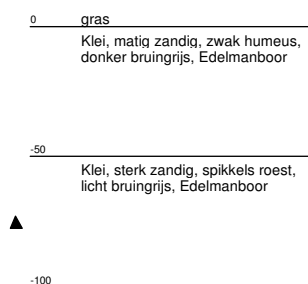 0 gras
Klei, matig zandig, zwak humeus,
donker bruingrijs, Edelmanboor
-50
Klei, sterk zandig, spikkels roest,
licht bruingrijs, Edelmanboor
-100